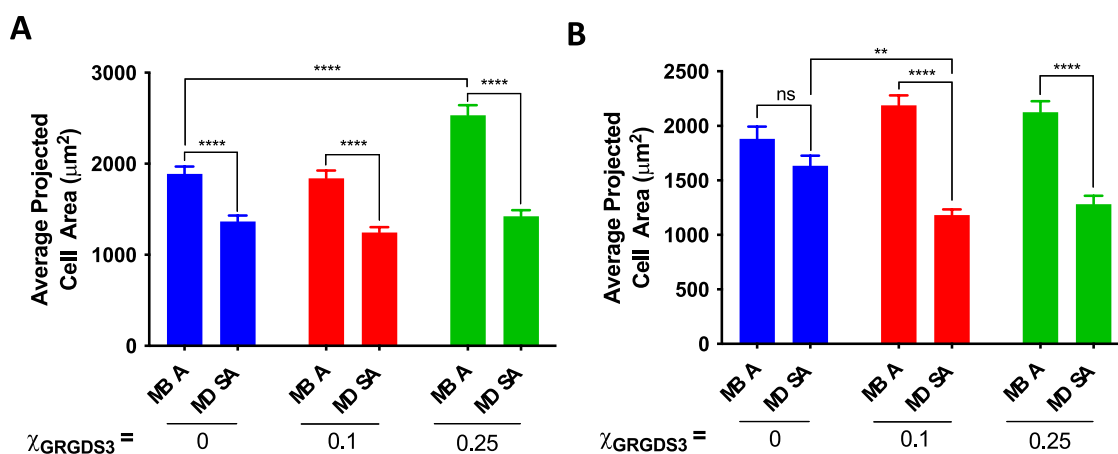 A
Average Projected
Cell Area (μm²)
3000
2000
1000
0
****
****
****
****
MB A
MD SA
MB A
MD SA
MB A
MD SA
χGRGDS3 =
0
0.1
0.25
B
Average Projected
Cell Area (μm²)
2500
2000
1500
1000
500
0
**
ns
****
****
MB A
MD SA
MB A
MD SA
MB A
MD SA
χGRGDS3 =
0
0.1
0.25